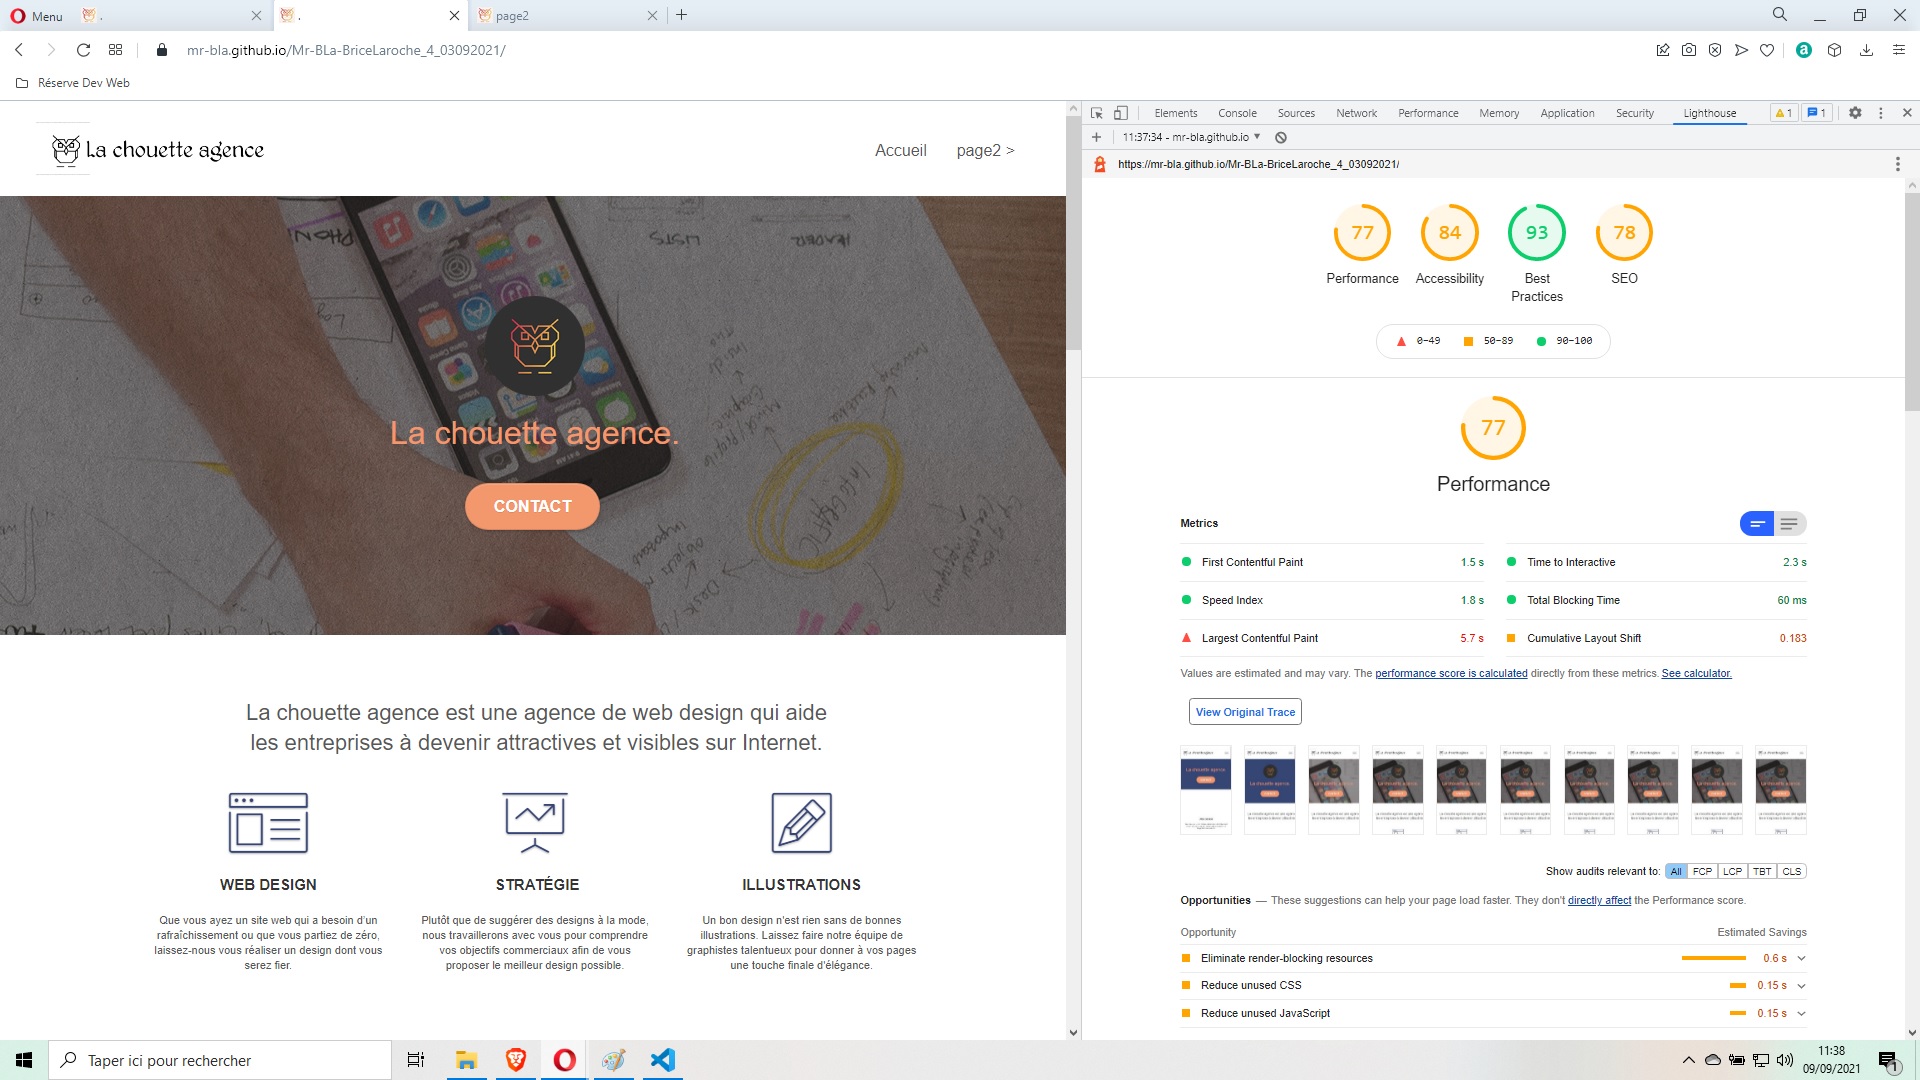 Menu
.
.
page2
mr-bla.github.io/Mr-BLa-BriceLaroche_4_03092021/
Réserve Dev Web
La chouette agence
Accueil
page2 >
La chouette agence.
CONTACT
La chouette agence est une agence de web design qui aide
les entreprises à devenir attractives et visibles sur Internet.
WEB DESIGN
Que vous ayez un site web qui a besoin d'un
rafraîchissement ou que vous partiez de zéro,
laissez-nous vous réaliser un design dont vous
serez fier.
STRATÉGIE
Plutôt que de suggérer des designs à la mode,
nous travaillerons avec vous pour comprendre
vos objectifs commerciaux afin de vous
proposer le meilleur design possible.
ILLUSTRATIONS
Un bon design n'est rien sans de bonnes
illustrations. Laissez faire notre équipe de
graphistes talentueux pour donner à vos pages
une touche finale d'élégance.
Elements Console Sources Network Performance Memory Application Security Lighthouse 1 1
11:37:34 - mr-bla.github.io
https://mr-bla.github.io/Mr-BLa-BriceLaroche_4_03092021/
77 84 93 78
Performance Accessibility Best Practices SEO
0–49 50–89 90–100
77
Performance
Metrics
First Contentful Paint 1.5 s
Time to Interactive 2.3 s
Speed Index 1.8 s
Total Blocking Time 60 ms
Largest Contentful Paint 5.7 s
Cumulative Layout Shift 0.183
Values are estimated and may vary. The performance score is calculated directly from these metrics. See calculator.
View Original Trace
Show audits relevant to: All FCP LCP TBT CLS
Opportunities — These suggestions can help your page load faster. They don't directly affect the Performance score.
Opportunity Estimated Savings
Eliminate render-blocking resources 0.6 s
Reduce unused CSS 0.15 s
Reduce unused JavaScript 0.15 s
Taper ici pour rechercher
11:38
09/09/2021
1